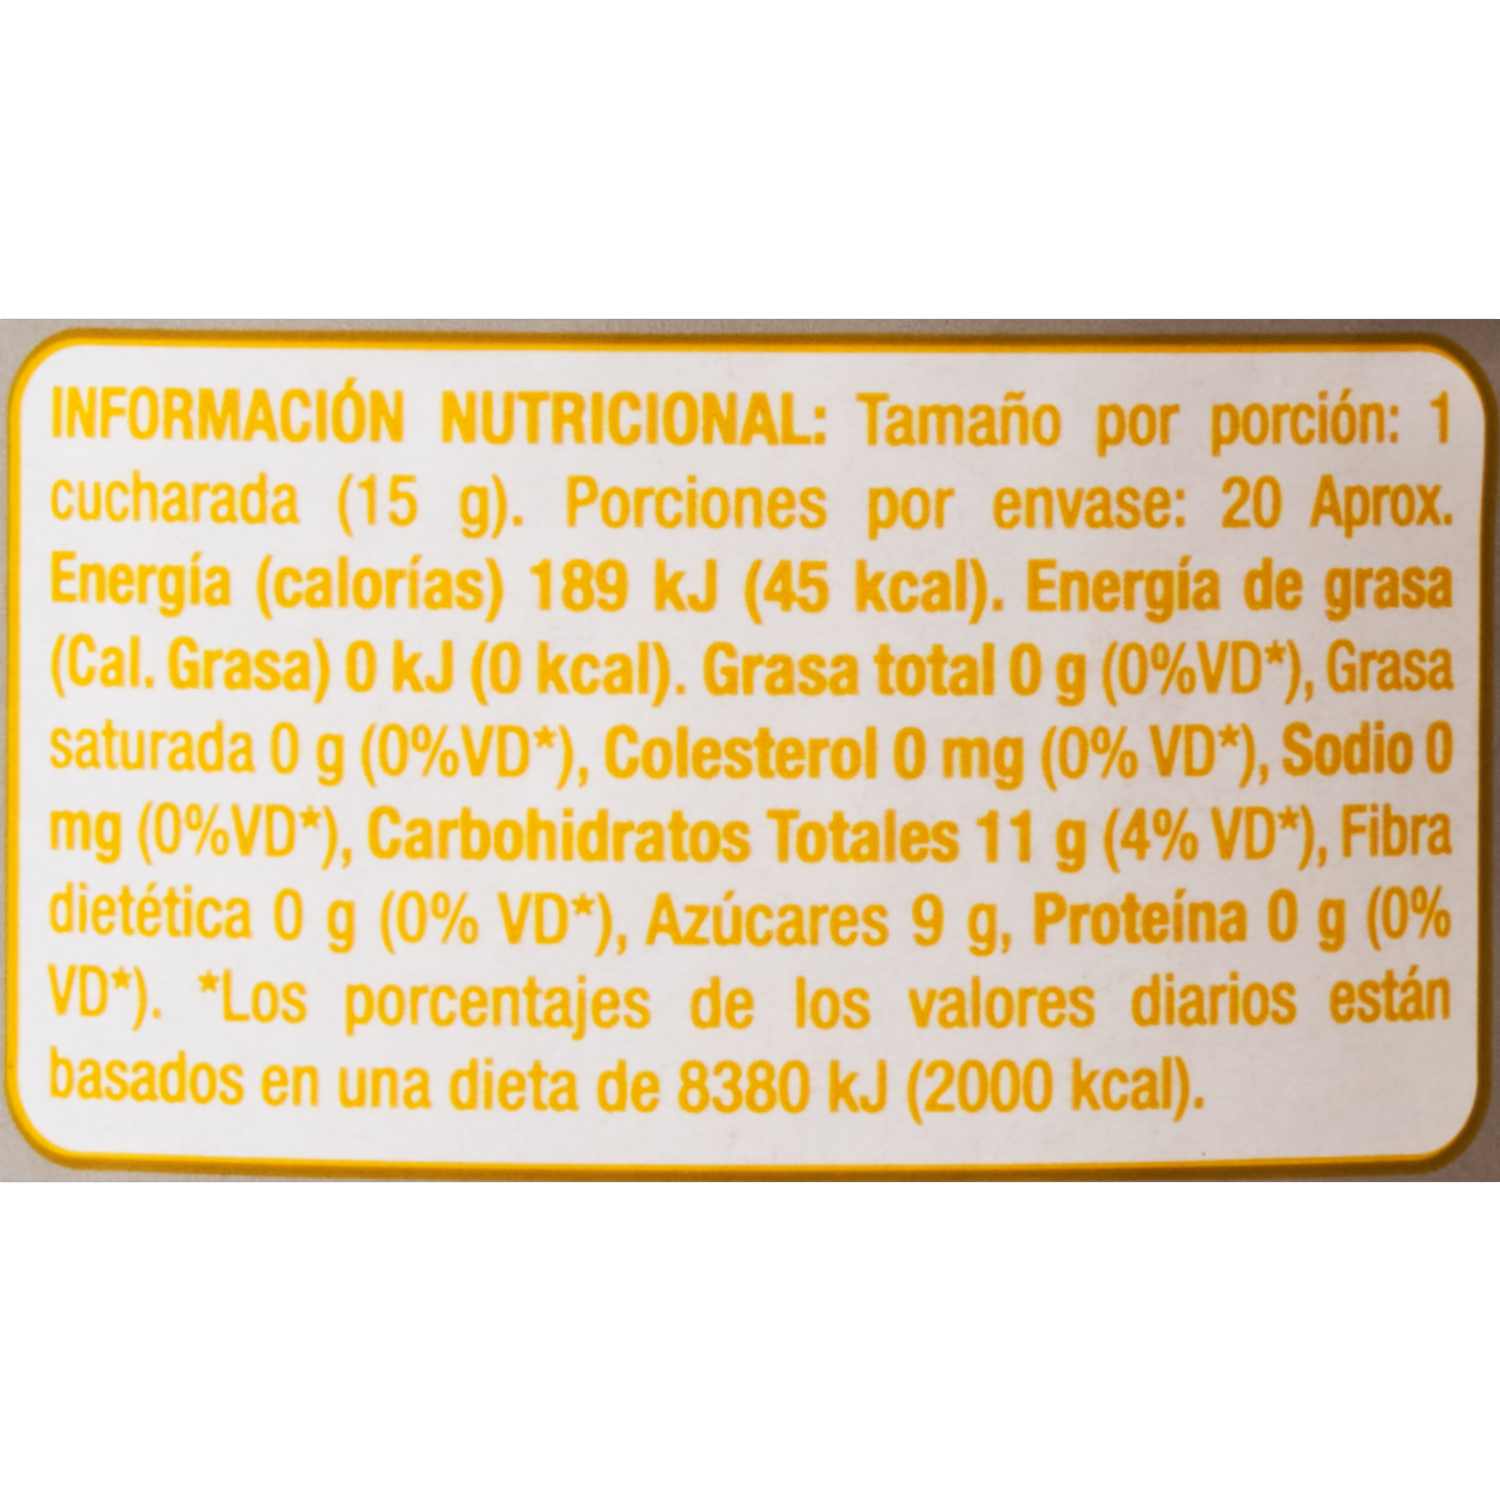 INFORMACIÓN NUTRICIONAL: Tamaño por porción: 1
cucharada (15 g). Porciones por envase: 20 Aprox.
Energía (calorías) 189 kJ (45 kcal). Energía de grasa
(Cal. Grasa) 0 kJ (0 kcal). Grasa total 0 g (0%VD*), Grasa
saturada 0 g (0%VD*), Colesterol 0 mg (0% VD*), Sodio 0
mg (0%VD*), Carbohidratos Totales 11 g (4% VD*), Fibra
dietética 0 g (0% VD*), Azúcares 9 g, Proteína 0 g (0%
VD*). *Los porcentajes de los valores diarios están
basados en una dieta de 8380 kJ (2000 kcal).